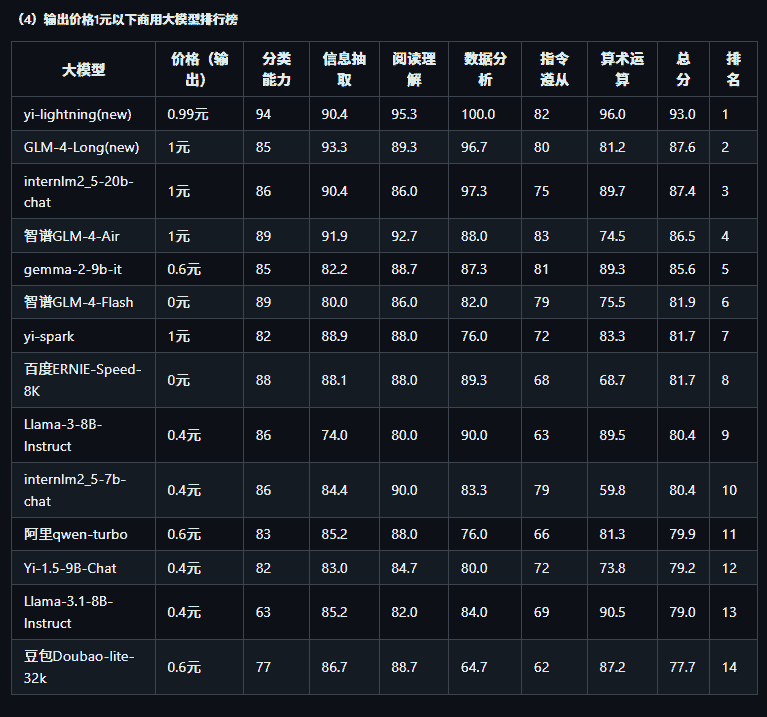 （4）输出价格1元以下商用大模型排行榜
大模型 价格（输出） 分类能力 信息抽取 阅读理解 数据分析 指令遵从 算术运算 总分 排名
yi-lightning(new) 0.99元 94 90.4 95.3 100.0 82 96.0 93.0 1
GLM-4-Long(new) 1元 85 93.3 89.3 96.7 80 81.2 87.6 2
internlm2_5-20b-chat 1元 86 90.4 86.0 97.3 75 89.7 87.4 3
智谱GLM-4-Air 1元 89 91.9 92.7 88.0 83 74.5 86.5 4
gemma-2-9b-it 0.6元 85 82.2 88.7 87.3 81 89.3 85.6 5
智谱GLM-4-Flash 0元 89 80.0 86.0 82.0 79 75.5 81.9 6
yi-spark 1元 82 88.9 88.0 76.0 72 83.3 81.7 7
百度ERNIE-Speed-8K 0元 88 88.1 88.0 89.3 68 68.7 81.7 8
Llama-3-8B-Instruct 0.4元 86 74.0 80.0 90.0 63 89.5 80.4 9
internlm2_5-7b-chat 0.4元 86 84.4 90.0 83.3 79 59.8 80.4 10
阿里qwen-turbo 0.6元 83 85.2 88.0 76.0 66 81.3 79.9 11
Yi-1.5-9B-Chat 0.4元 82 83.0 84.7 80.0 72 73.8 79.2 12
Llama-3.1-8B-Instruct 0.4元 63 85.2 82.0 84.0 69 90.5 79.0 13
豆包Doubao-lite-32k 0.6元 77 86.7 88.7 64.7 62 87.2 77.7 14